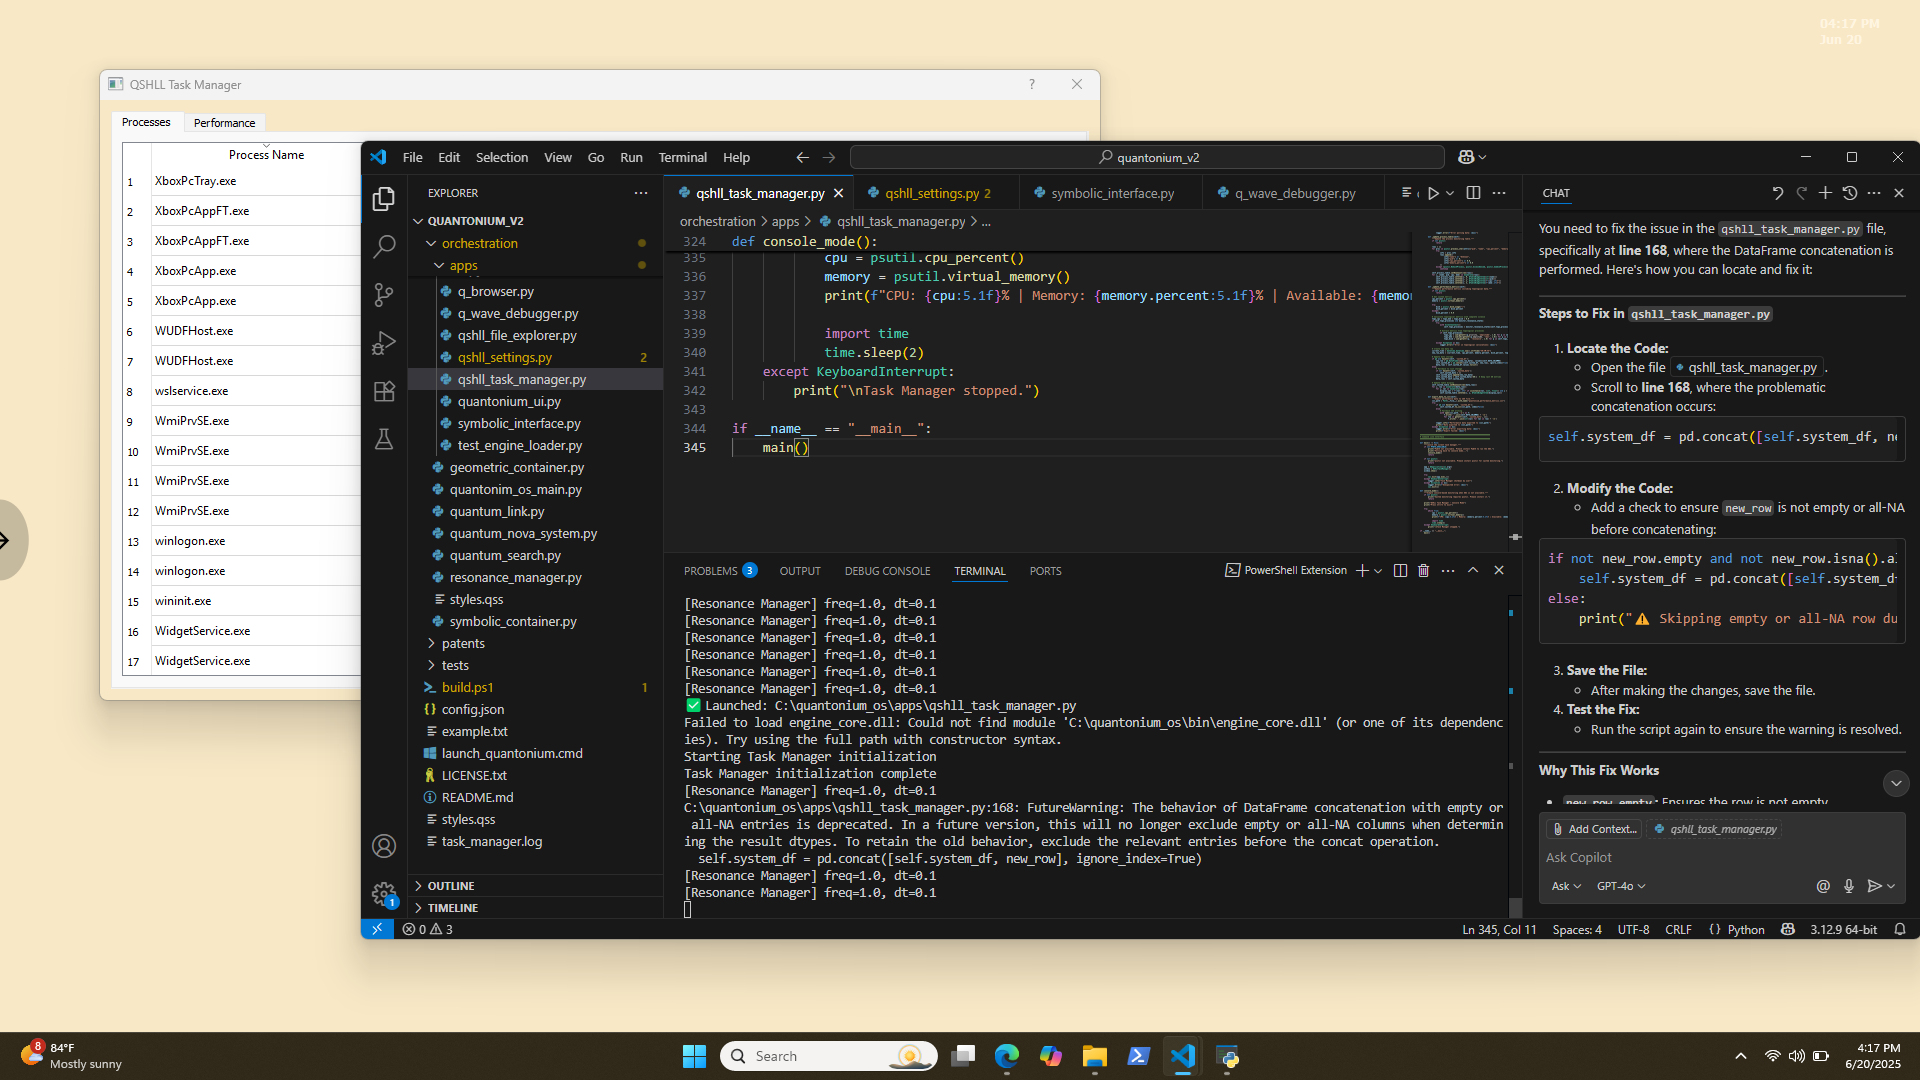 04:17 PM
Jun 20
QSHLL Task Manager
?
Processes
Performance
Process Name
1 XboxPcTray.exe
2 XboxPcAppFT.exe
3 XboxPcAppFT.exe
4 XboxPcApp.exe
5 XboxPcApp.exe
6 WUDFHost.exe
7 WUDFHost.exe
8 wslservice.exe
9 WmiPrvSE.exe
10 WmiPrvSE.exe
11 WmiPrvSE.exe
12 WmiPrvSE.exe
13 winlogon.exe
14 winlogon.exe
15 wininit.exe
16 WidgetService.exe
17 WidgetService.exe
File Edit Selection View Go Run Terminal Help
quantonium_v2
EXPLORER
QUANTONIUM_V2
orchestration
apps
q_browser.py
q_wave_debugger.py
qshll_file_explorer.py
qshll_settings.py 2
qshll_task_manager.py
quantonium_ui.py
symbolic_interface.py
test_engine_loader.py
geometric_container.py
quantonim_os_main.py
quantum_link.py
quantum_nova_system.py
quantum_search.py
resonance_manager.py
styles.qss
symbolic_container.py
patents
tests
build.ps1 1
config.json
example.txt
launch_quantonium.cmd
LICENSE.txt
README.md
styles.qss
task_manager.log
OUTLINE
TIMELINE
1
qshll_task_manager.py
qshll_settings.py 2
symbolic_interface.py
q_wave_debugger.py
orchestration > apps > qshll_task_manager.py > ...
324 def console_mode():
335 cpu = psutil.cpu_percent()
336 memory = psutil.virtual_memory()
337 print(f"CPU: {cpu:5.1f}% | Memory: {memory.percent:5.1f}% | Available: {memor
338
339 import time
340 time.sleep(2)
341 except KeyboardInterrupt:
342 print("\nTask Manager stopped.")
343
344 if __name__ == "__main__":
345 main()
PROBLEMS 3 OUTPUT DEBUG CONSOLE TERMINAL PORTS
PowerShell Extension
[Resonance Manager] freq=1.0, dt=0.1
[Resonance Manager] freq=1.0, dt=0.1
[Resonance Manager] freq=1.0, dt=0.1
[Resonance Manager] freq=1.0, dt=0.1
[Resonance Manager] freq=1.0, dt=0.1
[Resonance Manager] freq=1.0, dt=0.1
✅ Launched: C:\quantonium_os\apps\qshll_task_manager.py
Failed to load engine_core.dll: Could not find module 'C:\quantonium_os\bin\engine_core.dll' (or one of its dependenc
ies). Try using the full path with constructor syntax.
Starting Task Manager initialization
Task Manager initialization complete
[Resonance Manager] freq=1.0, dt=0.1
C:\quantonium_os\apps\qshll_task_manager.py:168: FutureWarning: The behavior of DataFrame concatenation with empty or
all-NA entries is deprecated. In a future version, this will no longer exclude empty or all-NA columns when determin
ing the result dtypes. To retain the old behavior, exclude the relevant entries before the concat operation.
self.system_df = pd.concat([self.system_df, new_row], ignore_index=True)
[Resonance Manager] freq=1.0, dt=0.1
[Resonance Manager] freq=1.0, dt=0.1
CHAT
You need to fix the issue in the qshll_task_manager.py file,
specifically at line 168, where the DataFrame concatenation is
performed. Here's how you can locate and fix it:
Steps to Fix in qshll_task_manager.py
1. Locate the Code:
Open the file qshll_task_manager.py .
Scroll to line 168, where the problematic
concatenation occurs:
self.system_df = pd.concat([self.system_df, ne
2. Modify the Code:
Add a check to ensure new_row is not empty or all-NA
before concatenating:
if not new_row.empty and not new_row.isna().al
self.system_df = pd.concat([self.system_df
else:
print("⚠️ Skipping empty or all-NA row du
3. Save the File:
After making the changes, save the file.
4. Test the Fix:
Run the script again to ensure the warning is resolved.
Why This Fix Works
new_row.empty: Ensures the row is not empty.
Add Context...
qshll_task_manager.py
Ask Copilot
Ask GPT-4o
0 3
Ln 345, Col 11 Spaces: 4 UTF-8 CRLF {} Python 3.12.9 64-bit
8
84°F
Mostly sunny
Search
4:17 PM
6/20/2025